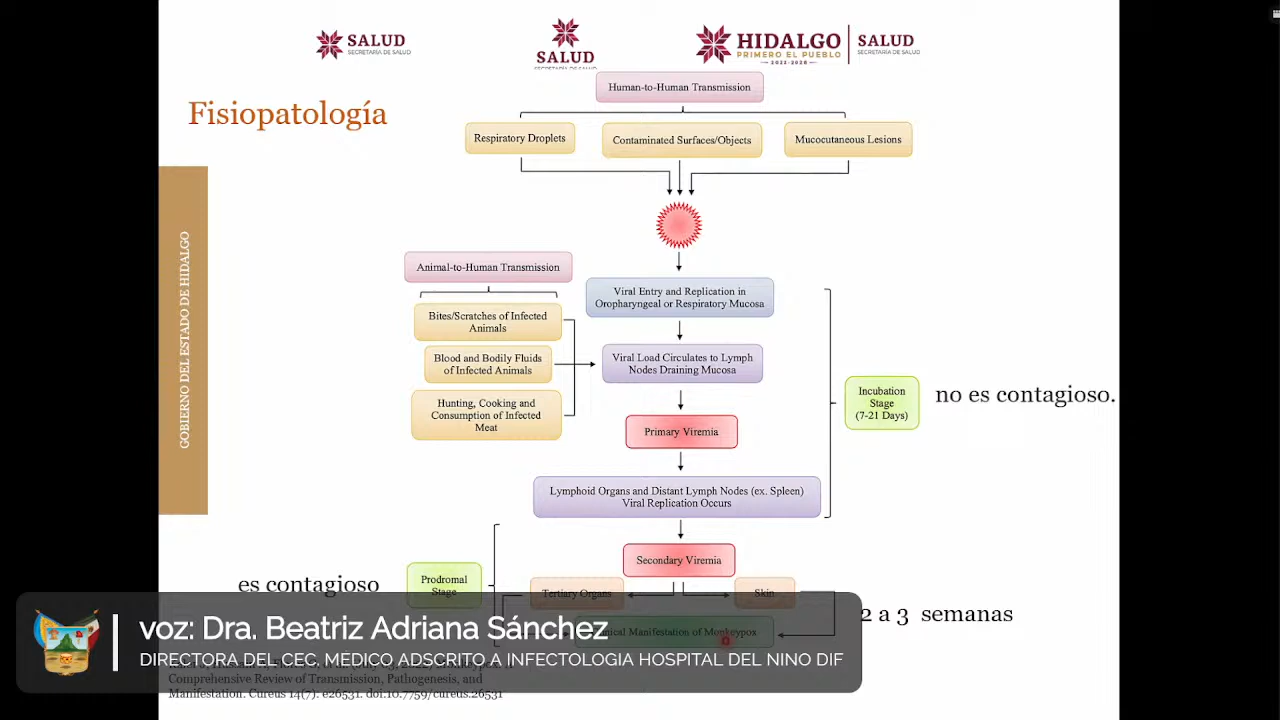 SALUD
SECRETARÍA DE SALUD
SALUD
HIDALGO
PRIMERO EL PUEBLO
2022-2028
SALUD
SECRETARÍA DE SALUD
Fisiopatología
Human-to-Human Transmission
Respiratory Droplets
Contaminated Surfaces/Objects
Mucocutaneous Lesions
Animal-to-Human Transmission
Bites/Scratches of Infected
Animals
Blood and Bodily Fluids
of Infected Animals
Hunting, Cooking and
Consumption of Infected
Meat
Viral Entry and Replication in
Oropharyngeal or Respiratory Mucosa
Viral Load Circulates to Lymph
Nodes Draining Mucosa
Primary Viremia
Lymphoid Organs and Distant Lymph Nodes (ex. Spleen)
Viral Replication Occurs
Incubation
Stage
(7-21 Days)
no es contagioso.
GOBIERNO DEL ESTADO DE HIDALGO
Secondary Viremia
es contagioso
Prodromal
Stage
Tertiary Organs
Skin
Manifestation of Monkeypox
2 a 3 semanas
voz: Dra. Beatriz Adriana Sánchez
DIRECTORA DEL CEG. MÉDICO ADSCRITO A INFECTOLOGIA HOSPITAL DEL NINO DIF
Comprehensive Review of Transmission, Pathogenesis, and
Manifestation. Cureus 14(7): e26531. doi:10.7759/cureus.26531